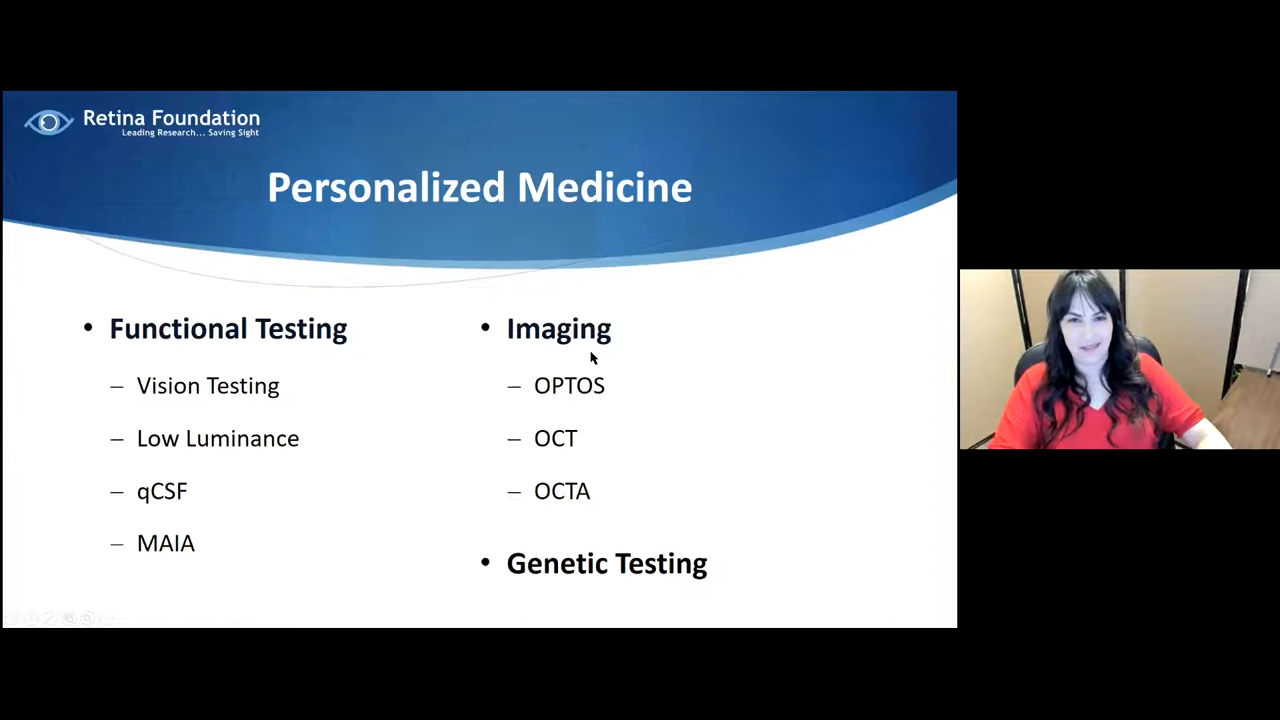 Retina Foundation
Leading Research... Saving Sight
Personalized Medicine
• Functional Testing
– Vision Testing
– Low Luminance
– qCSF
– MAIA
• Imaging
– OPTOS
– OCT
– OCTA
• Genetic Testing